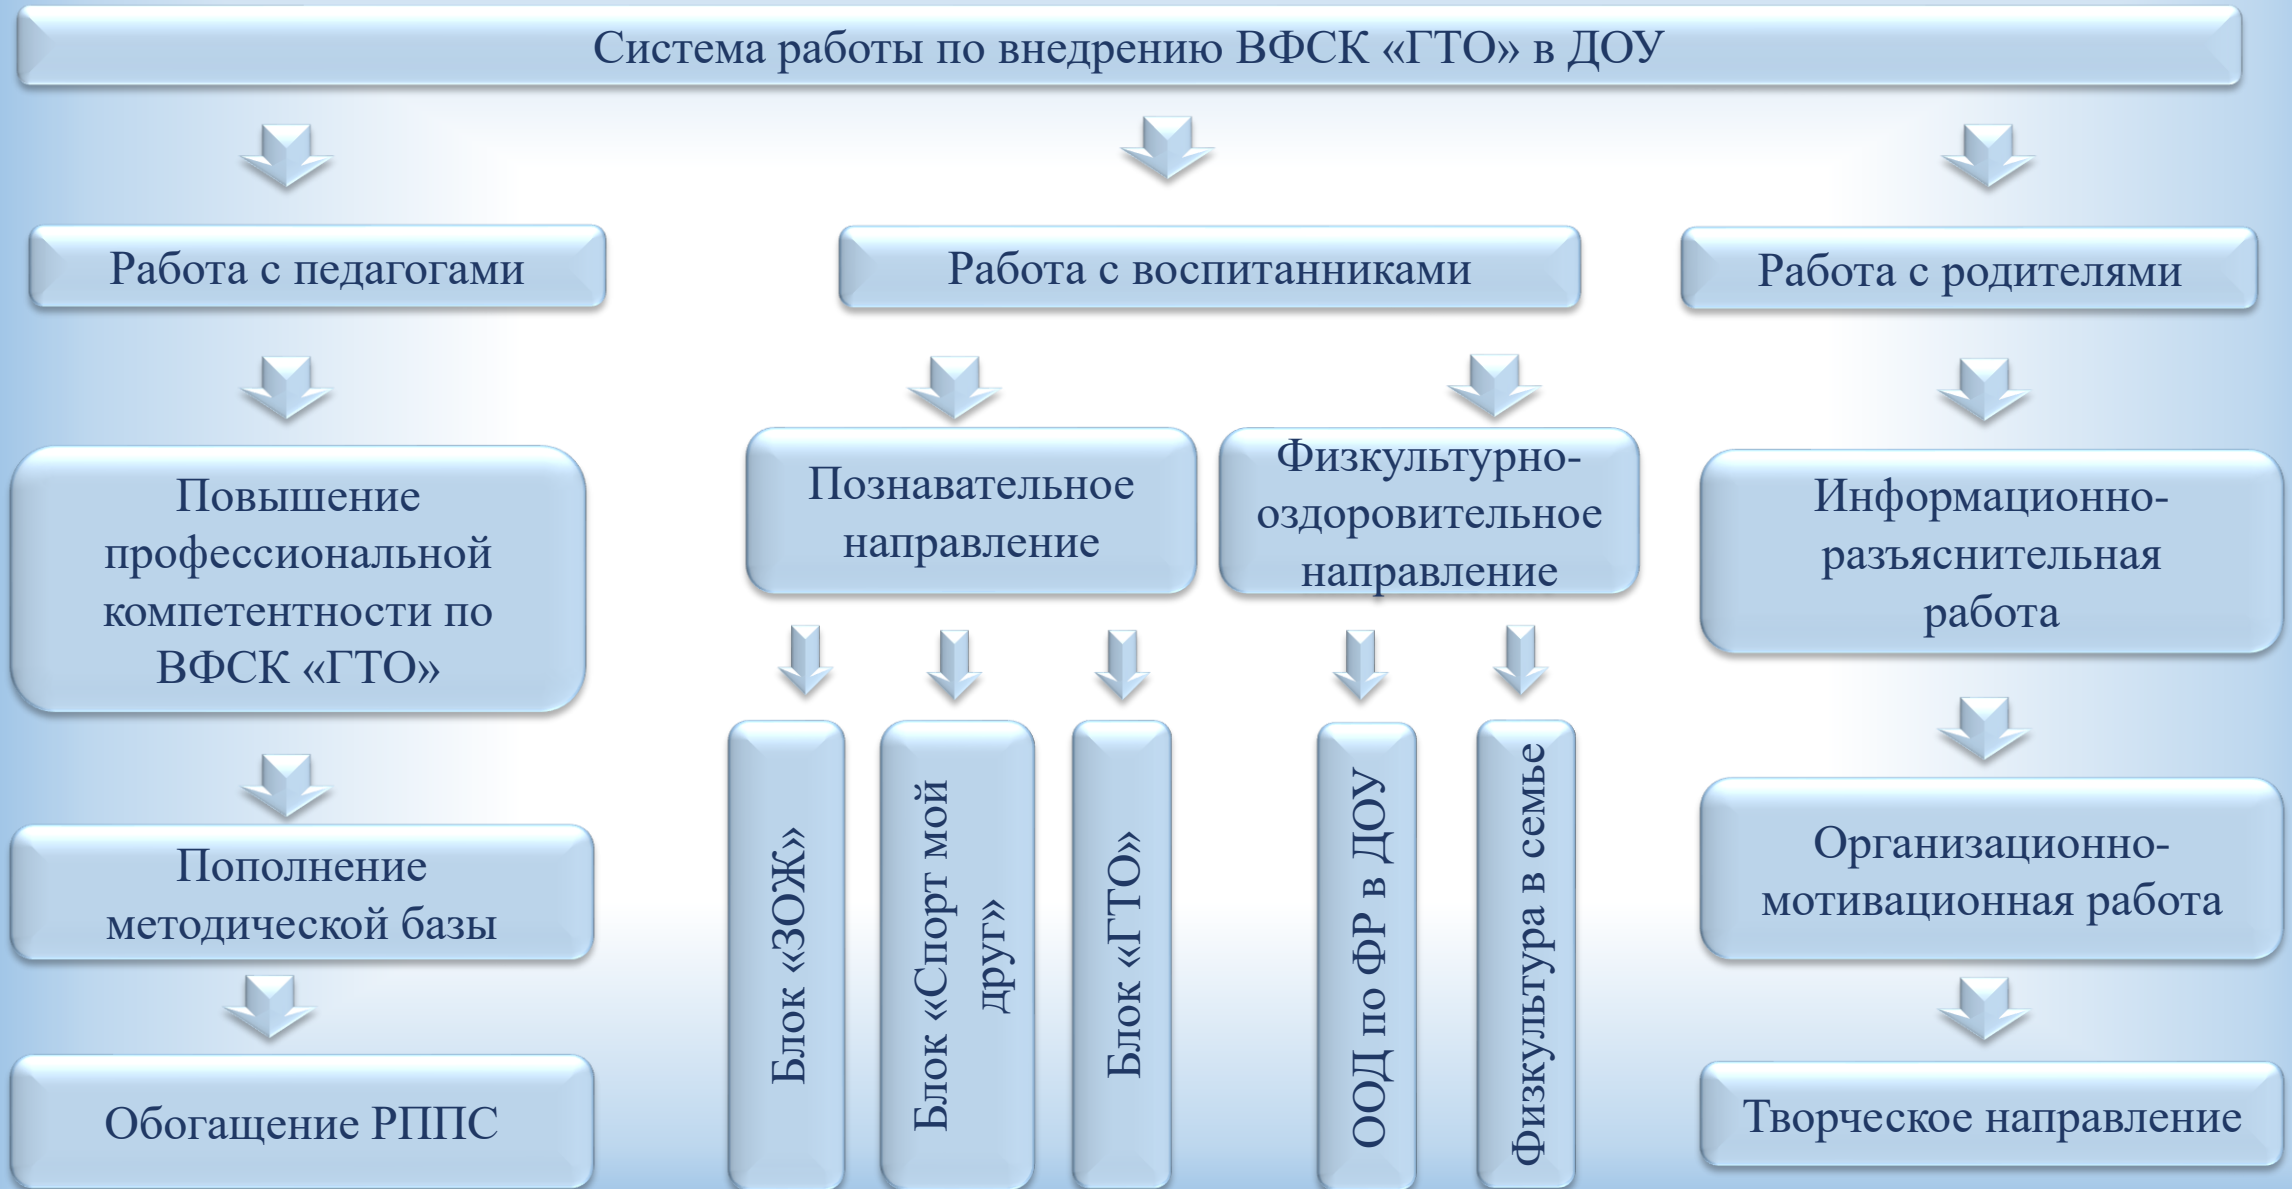 Система работы по внедрению ВФСК «ГТО» в ДОУ
Работа с педагогами
Работа с воспитанниками
Работа с родителями
Повышение
профессиональной
компетентности по
ВФСК «ГТО»
Познавательное
направление
Физкультурно-
оздоровительное
направление
Информационно-
разъяснительная
работа
Пополнение
методической базы
Блок «ЗОЖ»
Блок «Спорт мой
друг»
Блок «ГТО»
ООД по ФР в ДОУ
Физкультура в семье
Организационно-
мотивационная работа
Обогащение РППС
Творческое направление